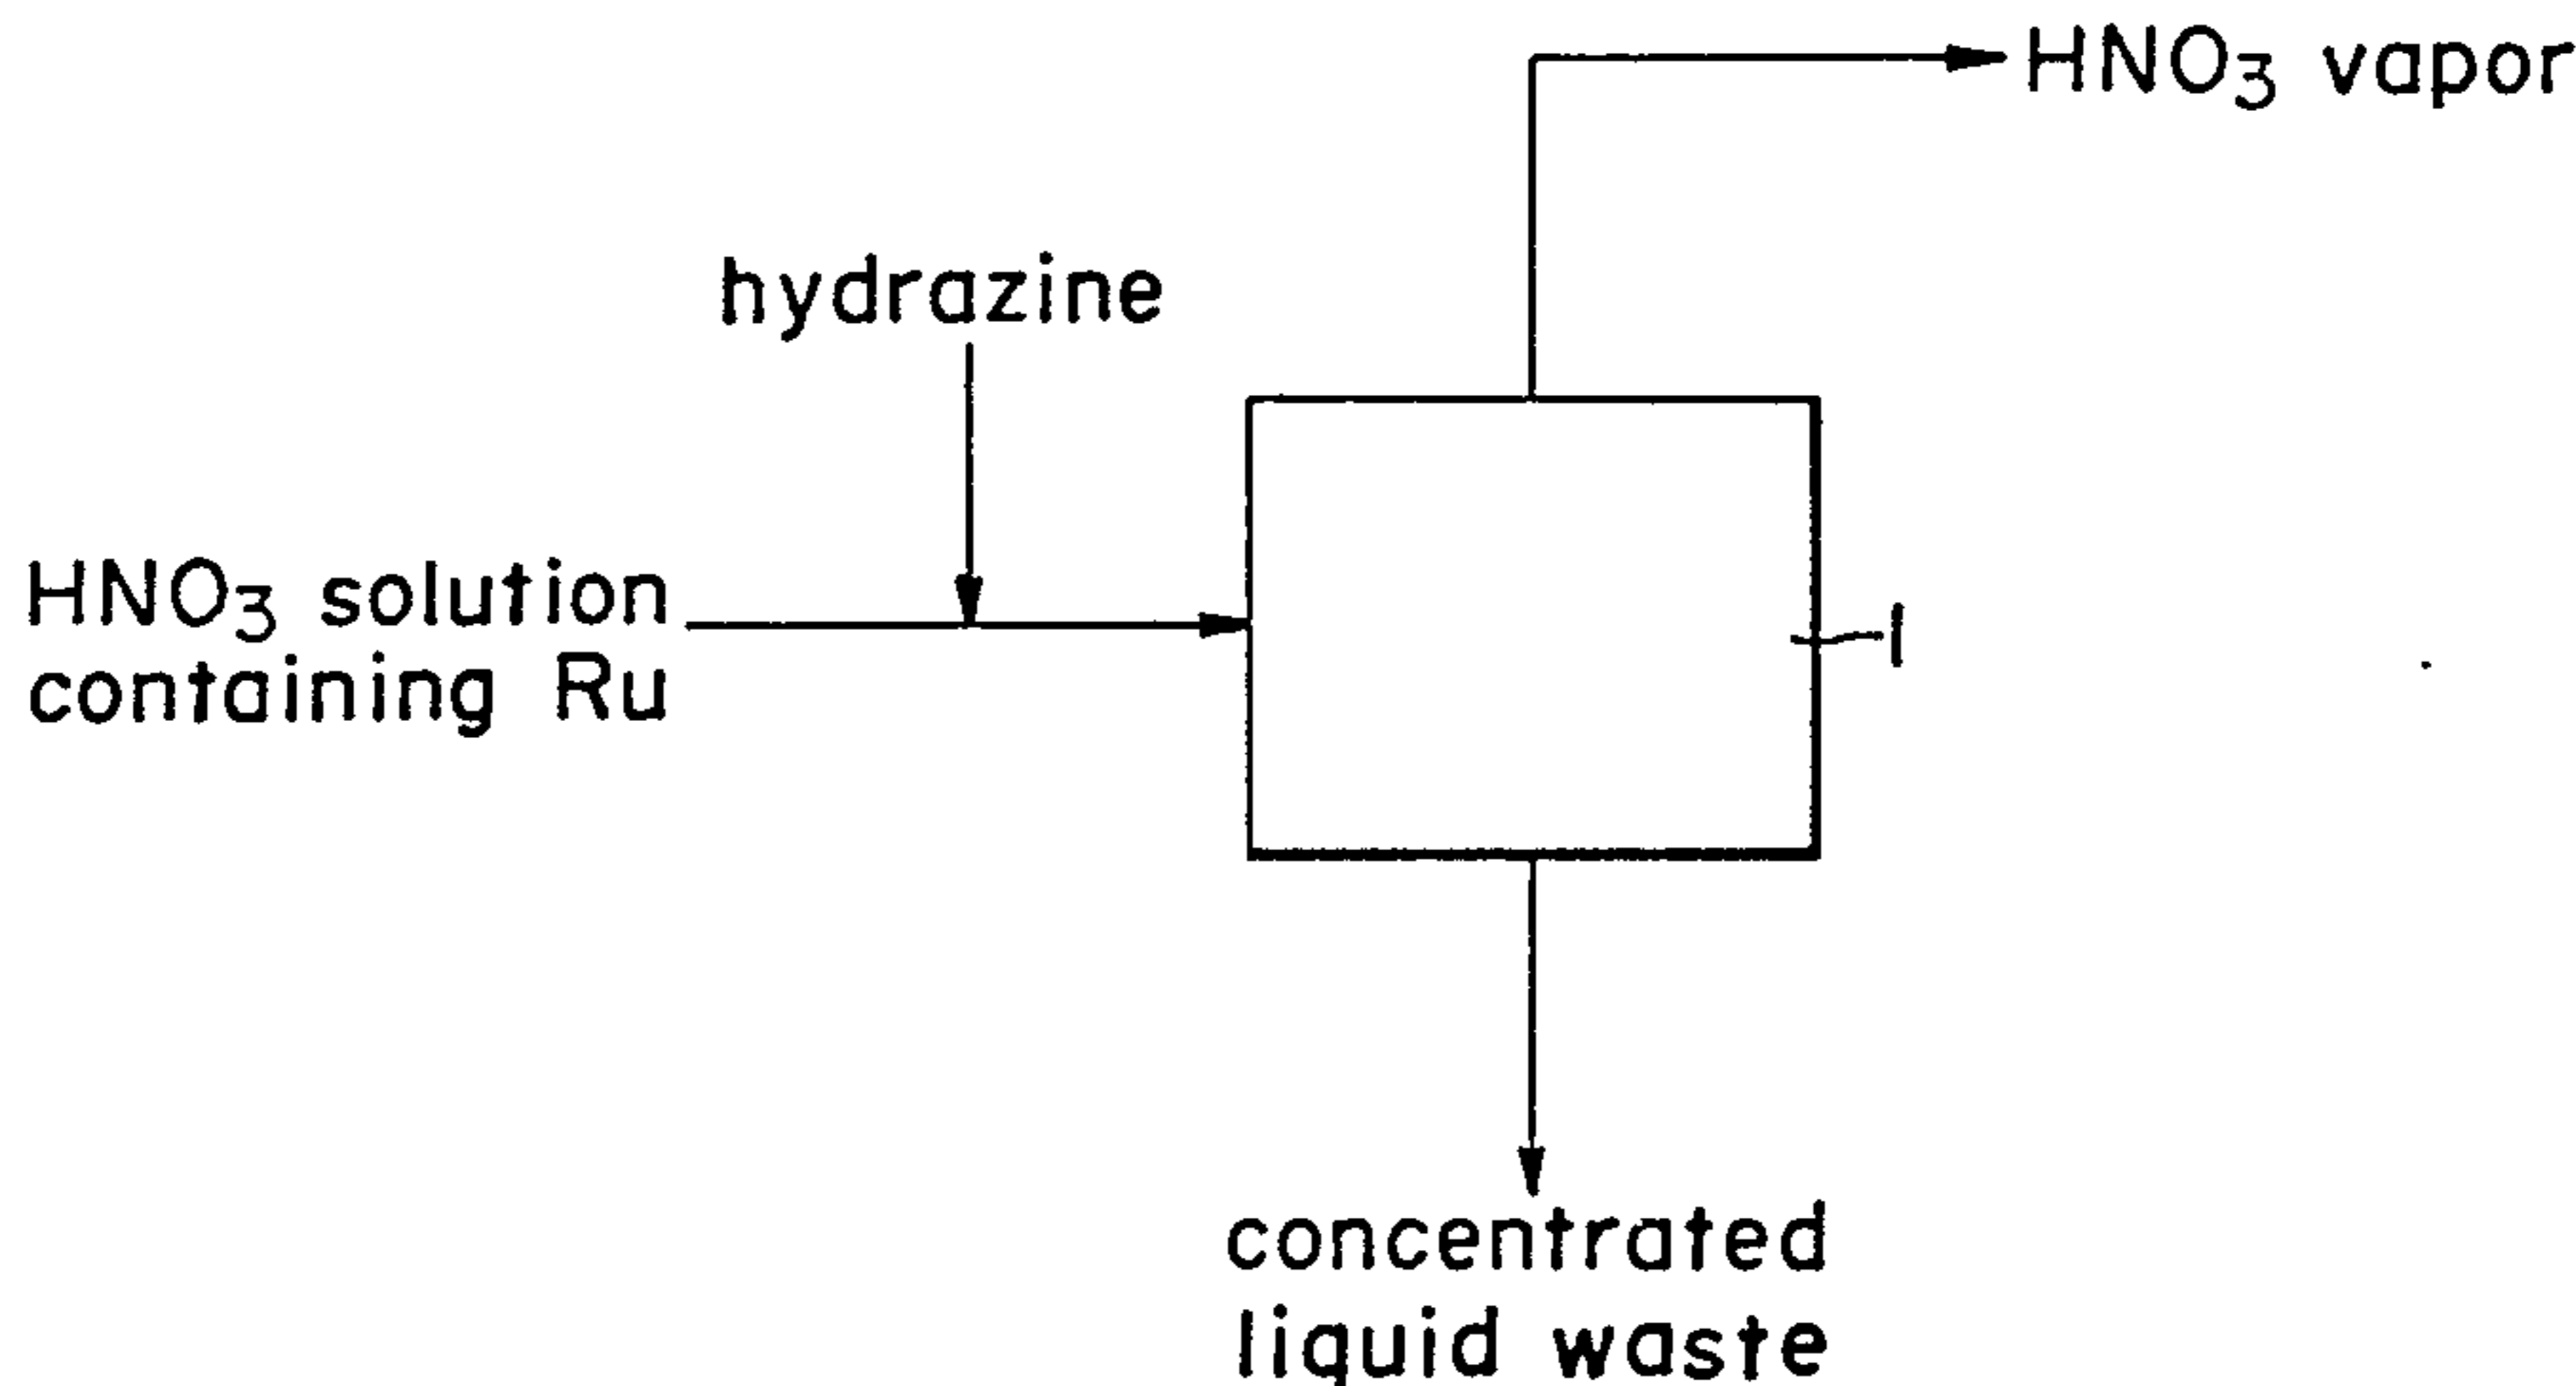 HNO₃ vapor
hydrazine
HNO₃ solution
containing Ru
1
concentrated
liquid waste